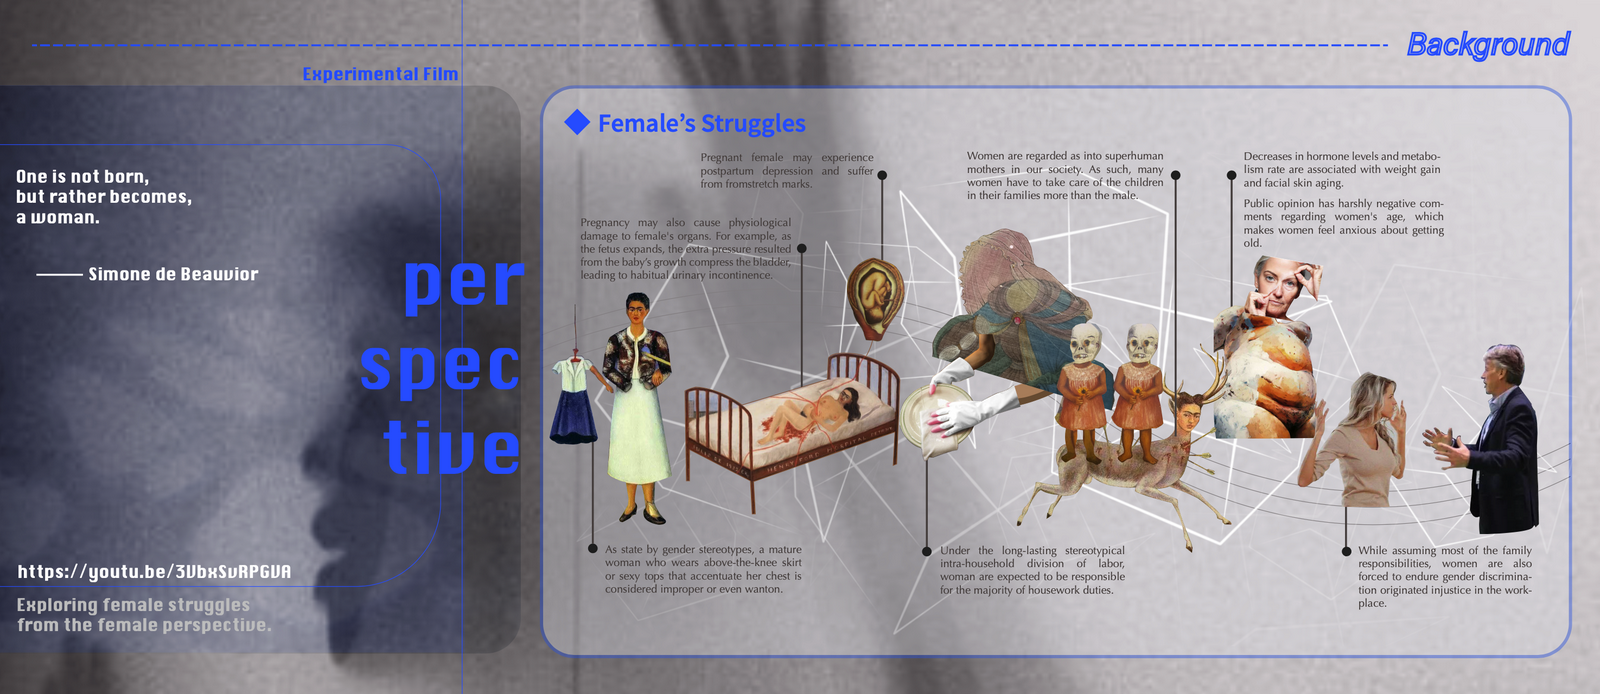 Background
Experimental Film
One is not born,
but rather becomes,
a woman.
Simone de Beauvior
per
spec
tive
https://youtu.be/3VbxSvRPGVA
Exploring female struggles
from the female perspective.
Female's Struggles
Pregnant female may experience
postpartum depression and suffer
from fromstretch marks.
Pregnancy may also cause physiological
damage to female's organs. For example, as
the fetus expands, the extra pressure resulted
from the baby's growth compress the bladder,
leading to habitual urinary incontinence.
Women are regarded as into superhuman
mothers in our society. As such, many
women have to take care of the children
in their families more than the male.
Decreases in hormone levels and metabo-
lism rate are associated with weight gain
and facial skin aging.
Public opinion has harshly negative com-
ments regarding women's age, which
makes women feel anxious about getting
old.
As state by gender stereotypes, a mature
woman who wears above-the-knee skirt
or sexy tops that accentuate her chest is
considered improper or even wanton.
Under the long-lasting stereotypical
intra-household division of labor,
woman are expected to be responsible
for the majority of housework duties.
While assuming most of the family
responsibilities, women are also
forced to endure gender discrimina-
tion originated injustice in the work-
place.